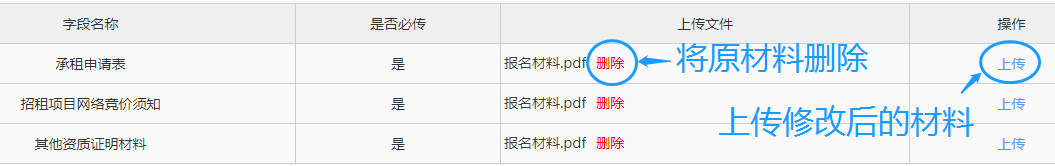 字段名称 是否必传 上传文件 操作
承租申请表 是 报名材料.pdf 删除 将原材料删除 上传
招租项目网络竞价须知 是 报名材料.pdf 删除 上传
上传修改后的材料
其他资质证明材料 是 报名材料.pdf 删除 上传